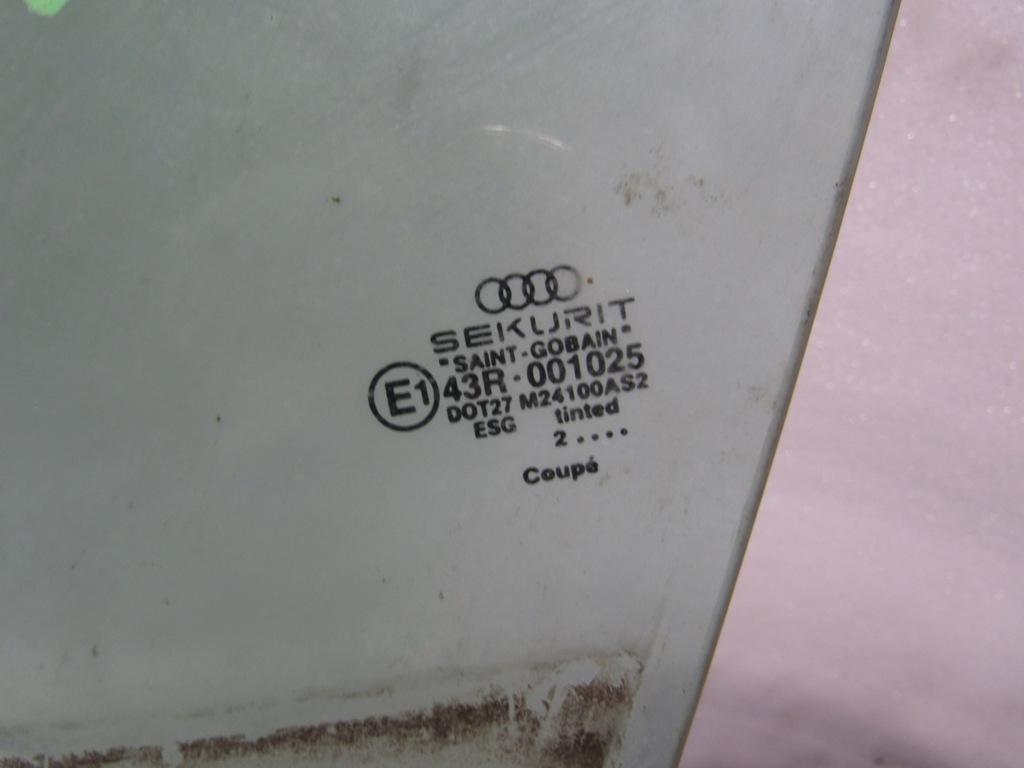 SEKURIT
"SAINT-GOBAIN"
E1 43R-001025
DOT27 M24100AS2
ESG tinted
2....
Coupé